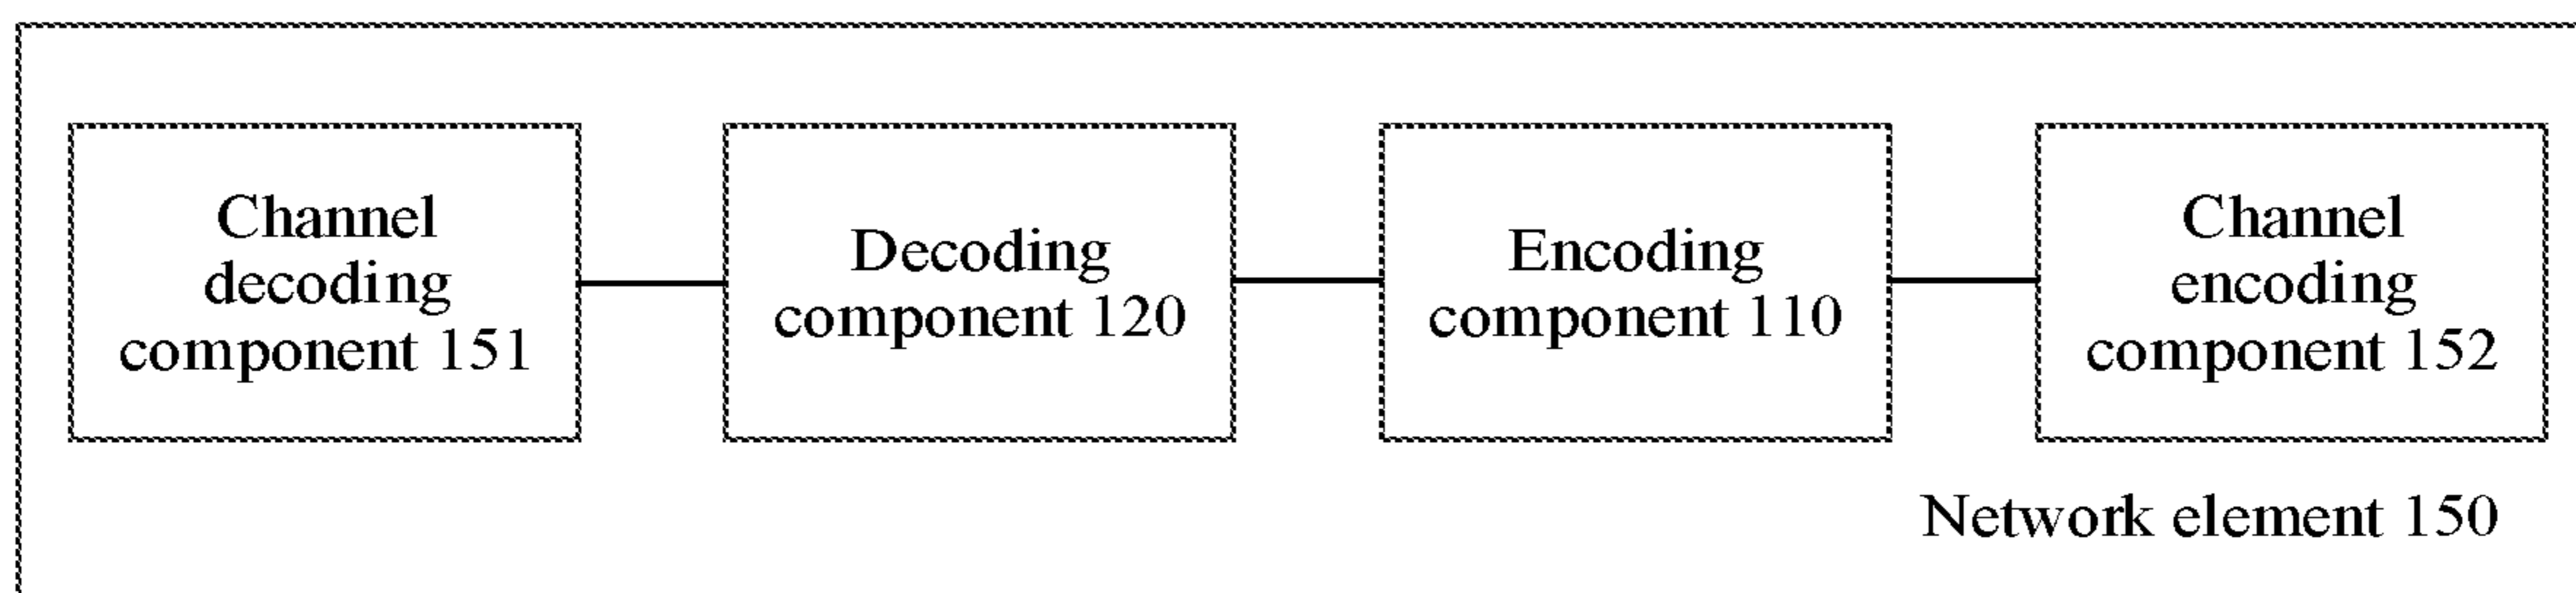 Channel
decoding
component 151
Decoding
component 120
Encoding
component 110
Channel
encoding
component 152
Network element 150